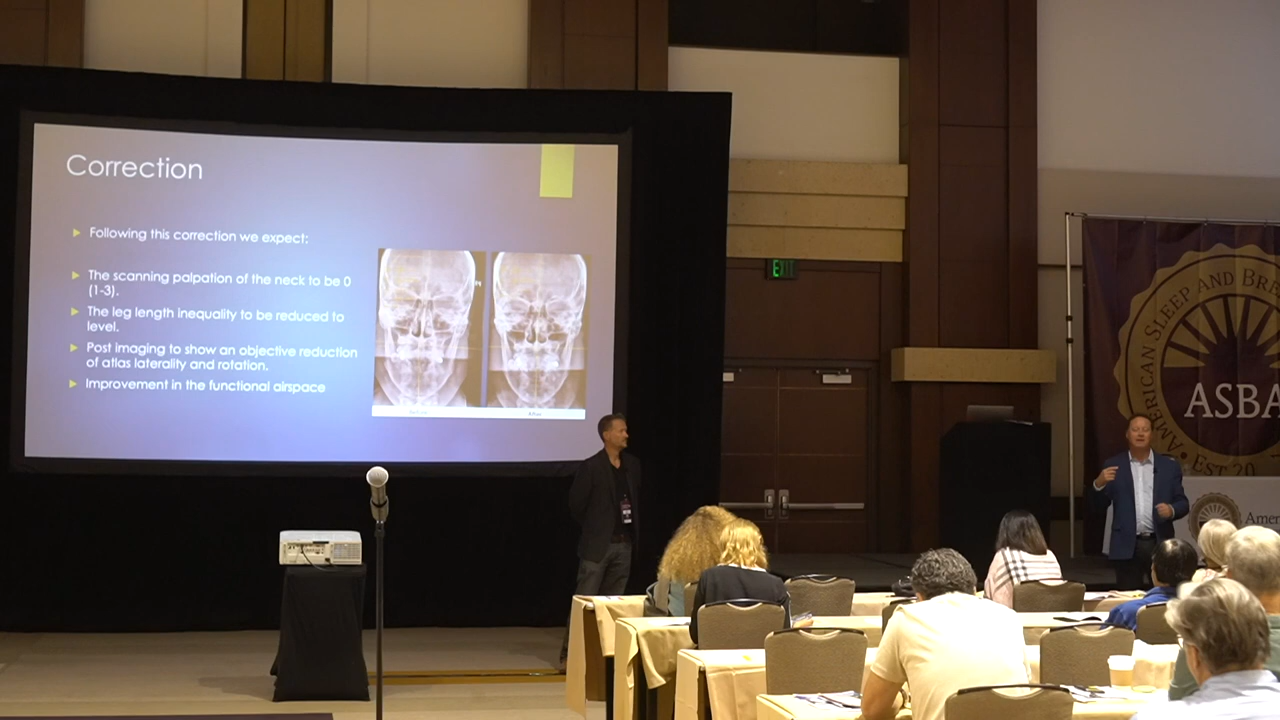 Correction
Following this correction we expect:
The scanning palpation of the neck to be 0
(1-3).
The leg length inequality to be reduced to
level.
Post imaging to show an objective reduction
of atlas laterality and rotation.
Improvement in the functional airspace
After
EXIT
AMERICAN SLEEP AND BRE
ASBA
EST 20
Amer